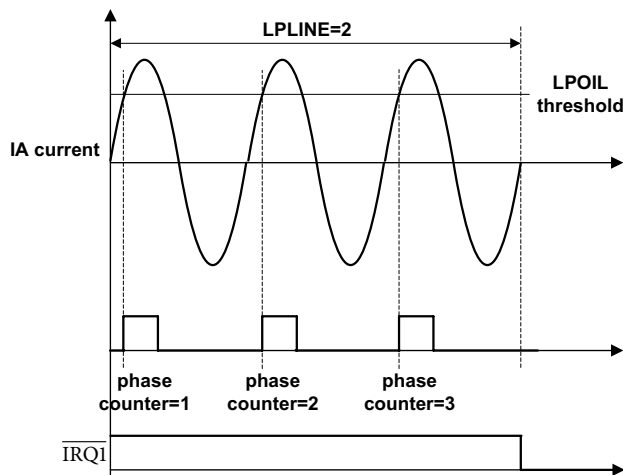 LPLINE=2
LPOIL
threshold
IA current
phase
counter=1
phase
counter=2
phase
counter=3
IRQ1